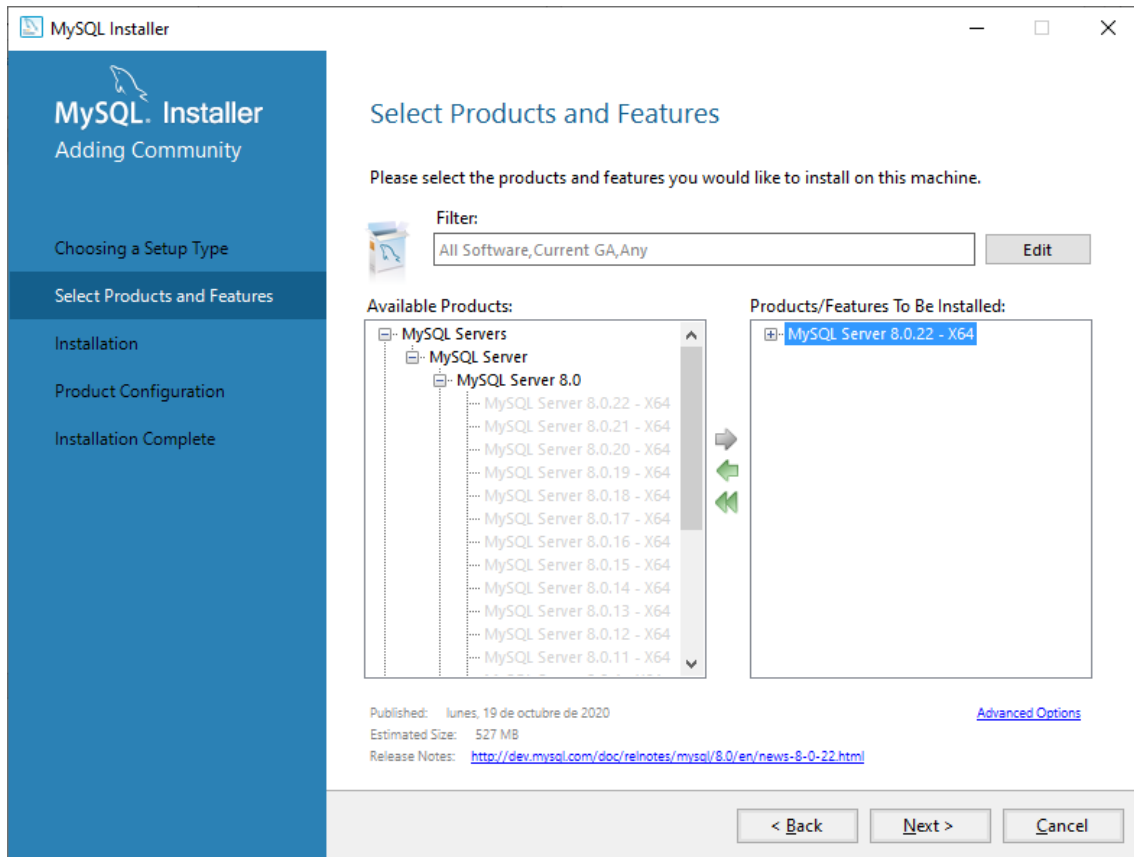 MySQL Installer
MySQL. Installer
Adding Community
Choosing a Setup Type
Select Products and Features
Installation
Product Configuration
Installation Complete
Select Products and Features
Please select the products and features you would like to install on this machine.
Filter:
All Software,Current GA,Any
Edit
Available Products:
MySQL Servers
MySQL Server
MySQL Server 8.0
MySQL Server 8.0.22 - X64
MySQL Server 8.0.21 - X64
MySQL Server 8.0.20 - X64
MySQL Server 8.0.19 - X64
MySQL Server 8.0.18 - X64
MySQL Server 8.0.17 - X64
MySQL Server 8.0.16 - X64
MySQL Server 8.0.15 - X64
MySQL Server 8.0.14 - X64
MySQL Server 8.0.13 - X64
MySQL Server 8.0.12 - X64
MySQL Server 8.0.11 - X64
Products/Features To Be Installed:
MySQL Server 8.0.22 - X64
Published: lunes, 19 de octubre de 2020
Advanced Options
Estimated Size: 527 MB
Release Notes: http://dev.mysql.com/doc/relnotes/mysql/8.0/en/news-8-0-22.html
< Back
Next >
Cancel